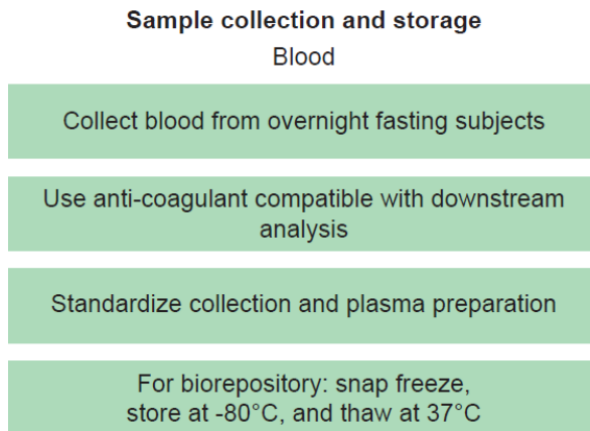 Sample collection and storage
Blood
Collect blood from overnight fasting subjects
Use anti-coagulant compatible with downstream
analysis
Standardize collection and plasma preparation
For biorepository: snap freeze,
store at -80°C, and thaw at 37°C